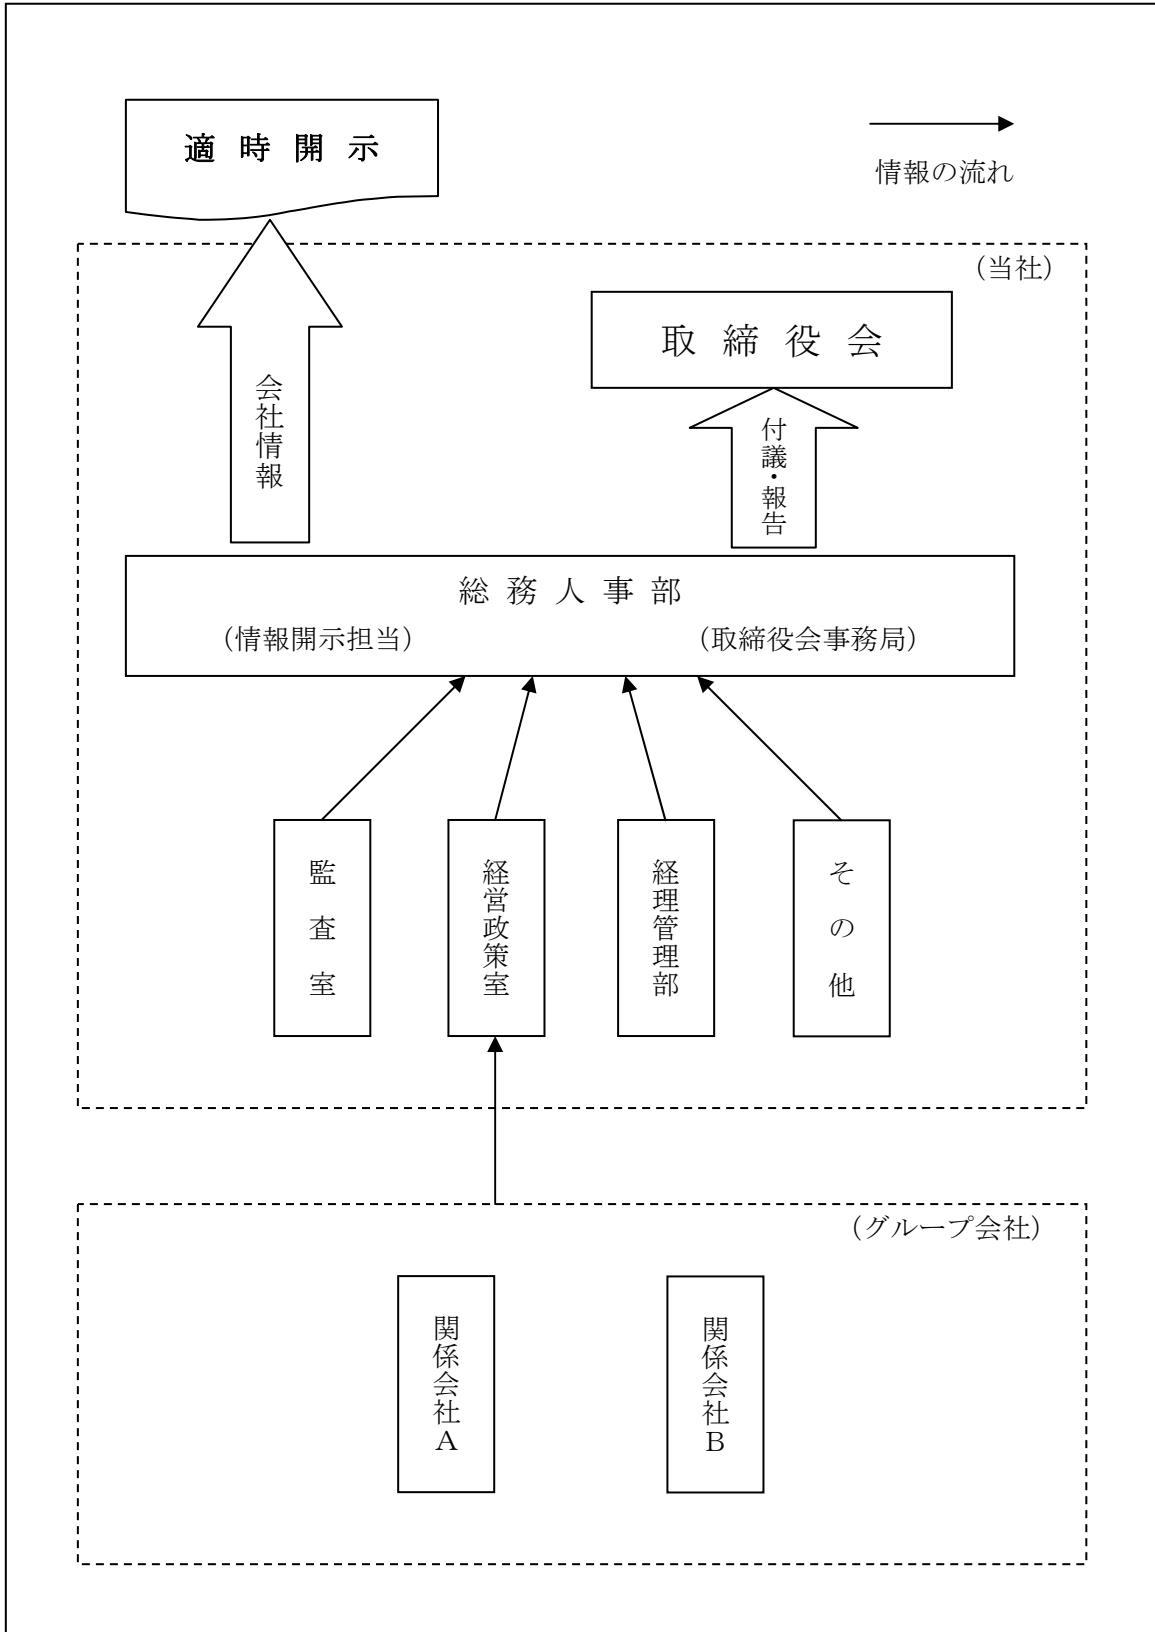 適時開示
情報の流れ
(当社)
取締役会
会社情報
付議・報告
総務人事部
(情報開示担当)
(取締役会事務局)
監査室
経営政策室
経理管理部
その他
(グループ会社)
関係会社A
関係会社B